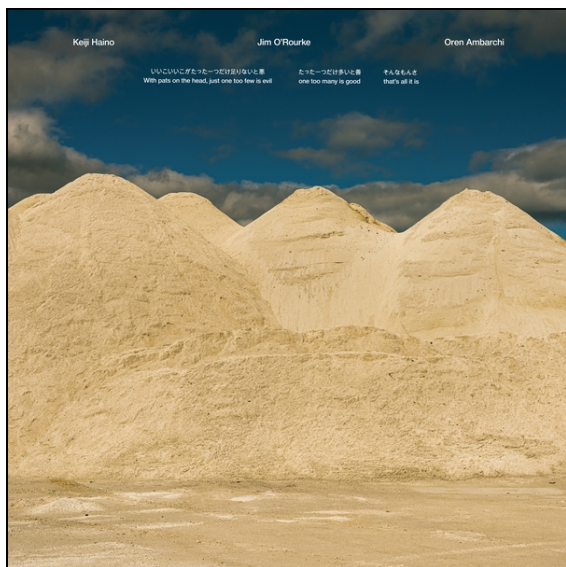 Keiji Haino Jim O'Rourke Oren Ambarchi
いいこいいこがたった一つだけ足りないと悪 たった一つだけ多いと善 そんなもんさ
With pats on the head, just one too few is evil one too many is good that's all it is